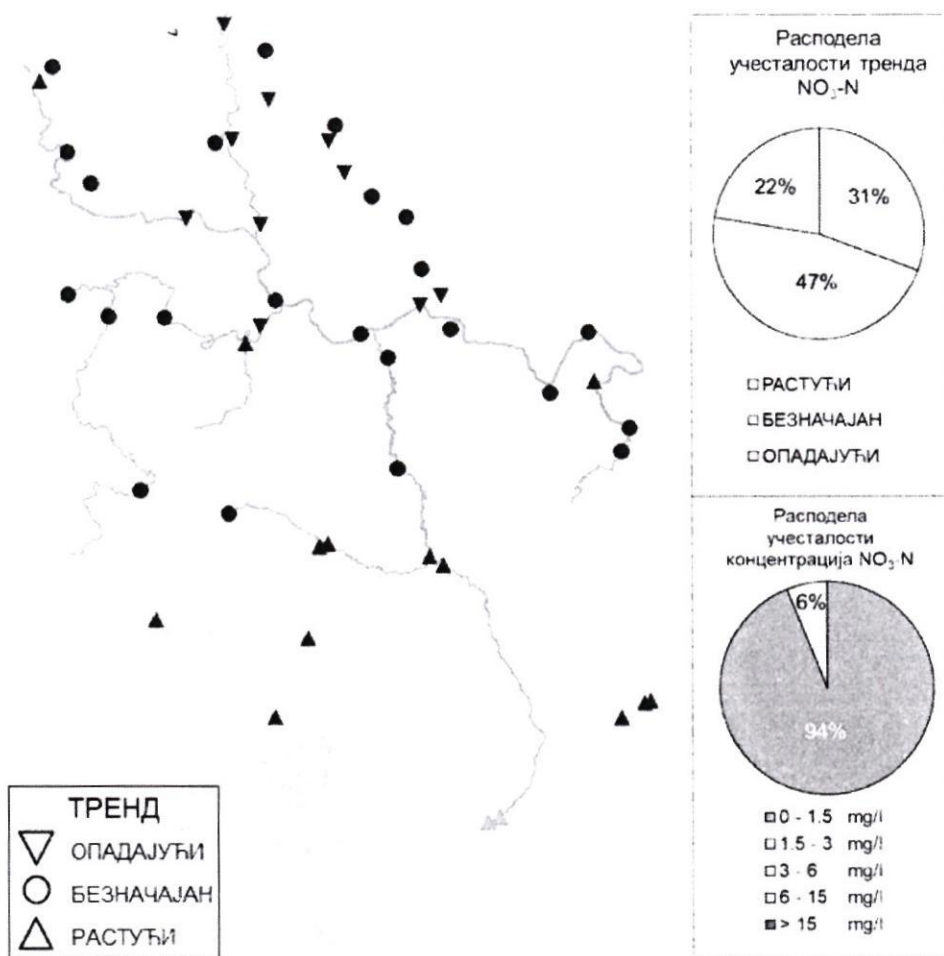 Расподела
учесталости тренда
NO₃-N
22%
31%
47%
□ РАСТУЋИ
□ БЕЗНАЧАЈАН
□ ОПАДАЈУЋИ
Расподела
учесталости
концентрација NO₃-N
6%
94%
0 - 1.5 mg/l
1.5 - 3 mg/l
3 - 6 mg/l
6 - 15 mg/l
> 15 mg/l
ТРЕНД
ОПАДАЈУЋИ
БЕЗНАЧАЈАН
РАСТУЋИ